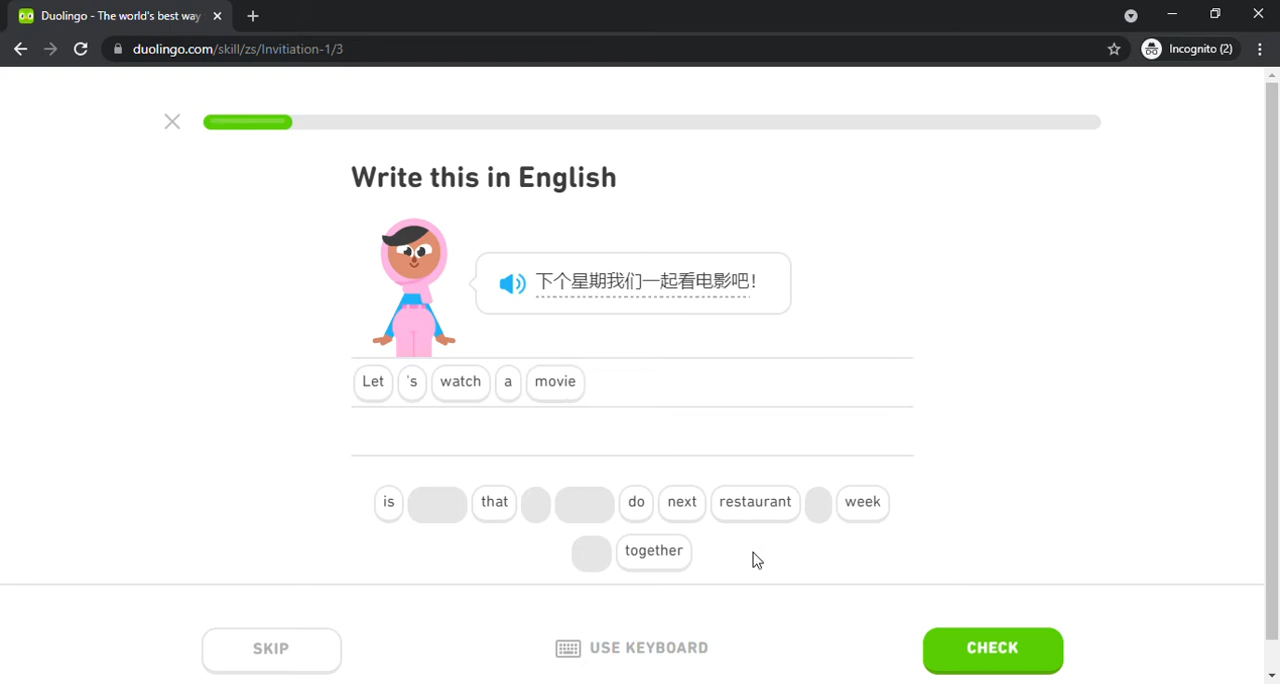 Duolingo - The world's best way
duolingo.com/skill/zs/Invitiation-1/3
Incognito (2)
Write this in English
下个星期我们一起看电影吧!
Let 's watch a movie
is that do next restaurant week
together
SKIP
USE KEYBOARD
CHECK